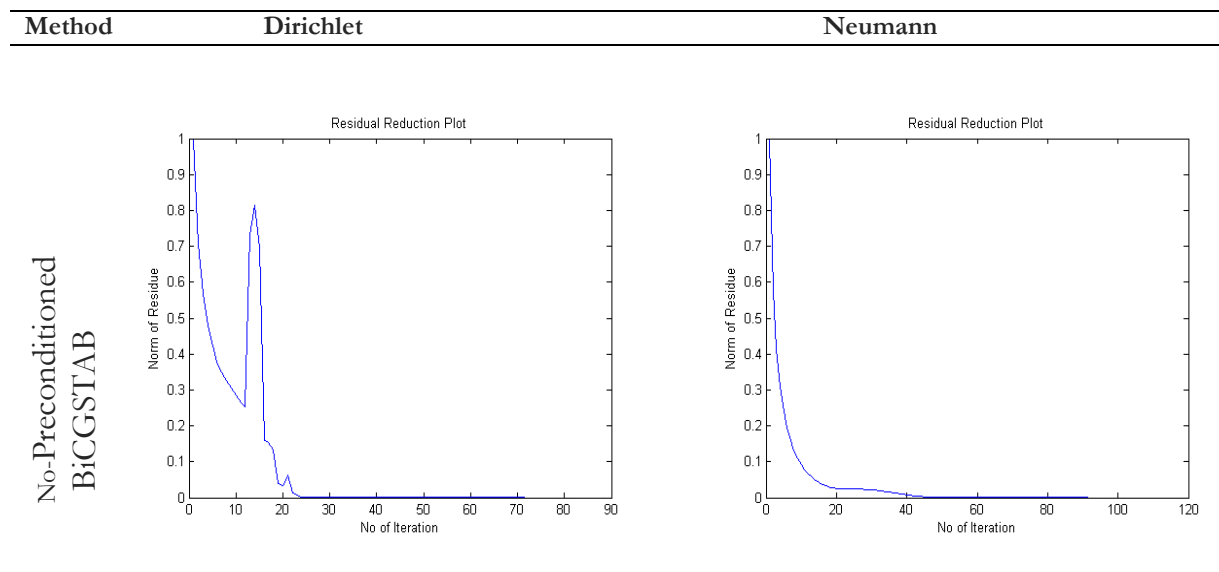 Method Dirichlet Neumann
No-Preconditioned
BiCGSTAB
Residual Reduction Plot
Norm of Residue
1
0.9
0.8
0.7
0.6
0.5
0.4
0.3
0.2
0.1
0
0 10 20 30 40 50 60 70 80 90
No of Iteration
Residual Reduction Plot
Norm of Residue
1
0.9
0.8
0.7
0.6
0.5
0.4
0.3
0.2
0.1
0
0 20 40 60 80 100 120
No of Iteration